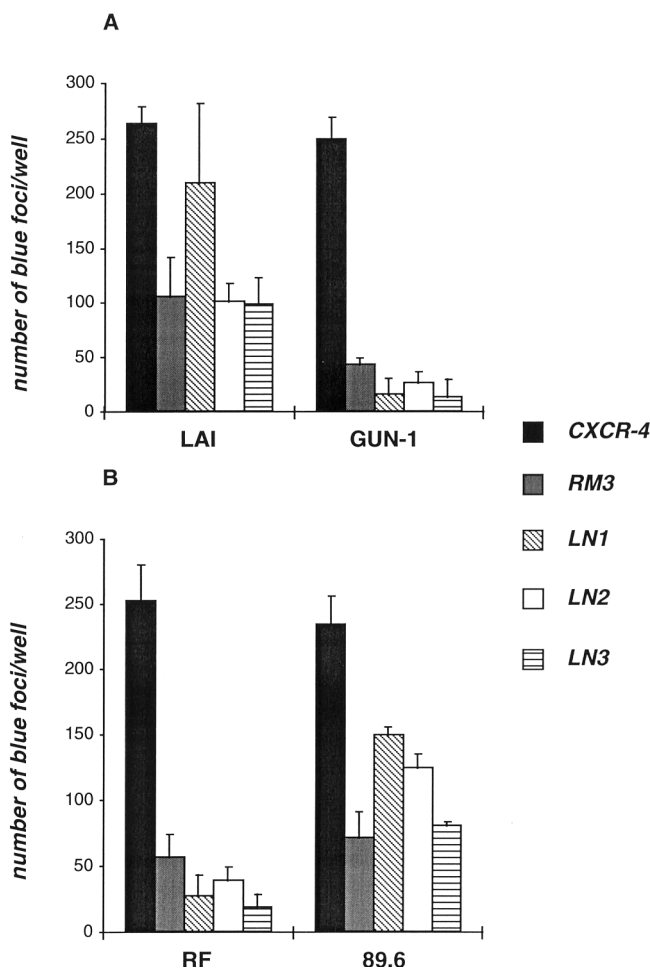 A
number of blue foci/well
300
250
200
150
100
50
0
LAI GUN-1
CXCR-4
RM3
LN1
LN2
LN3
B
number of blue foci/well
300
250
200
150
100
50
0
RF 89.6